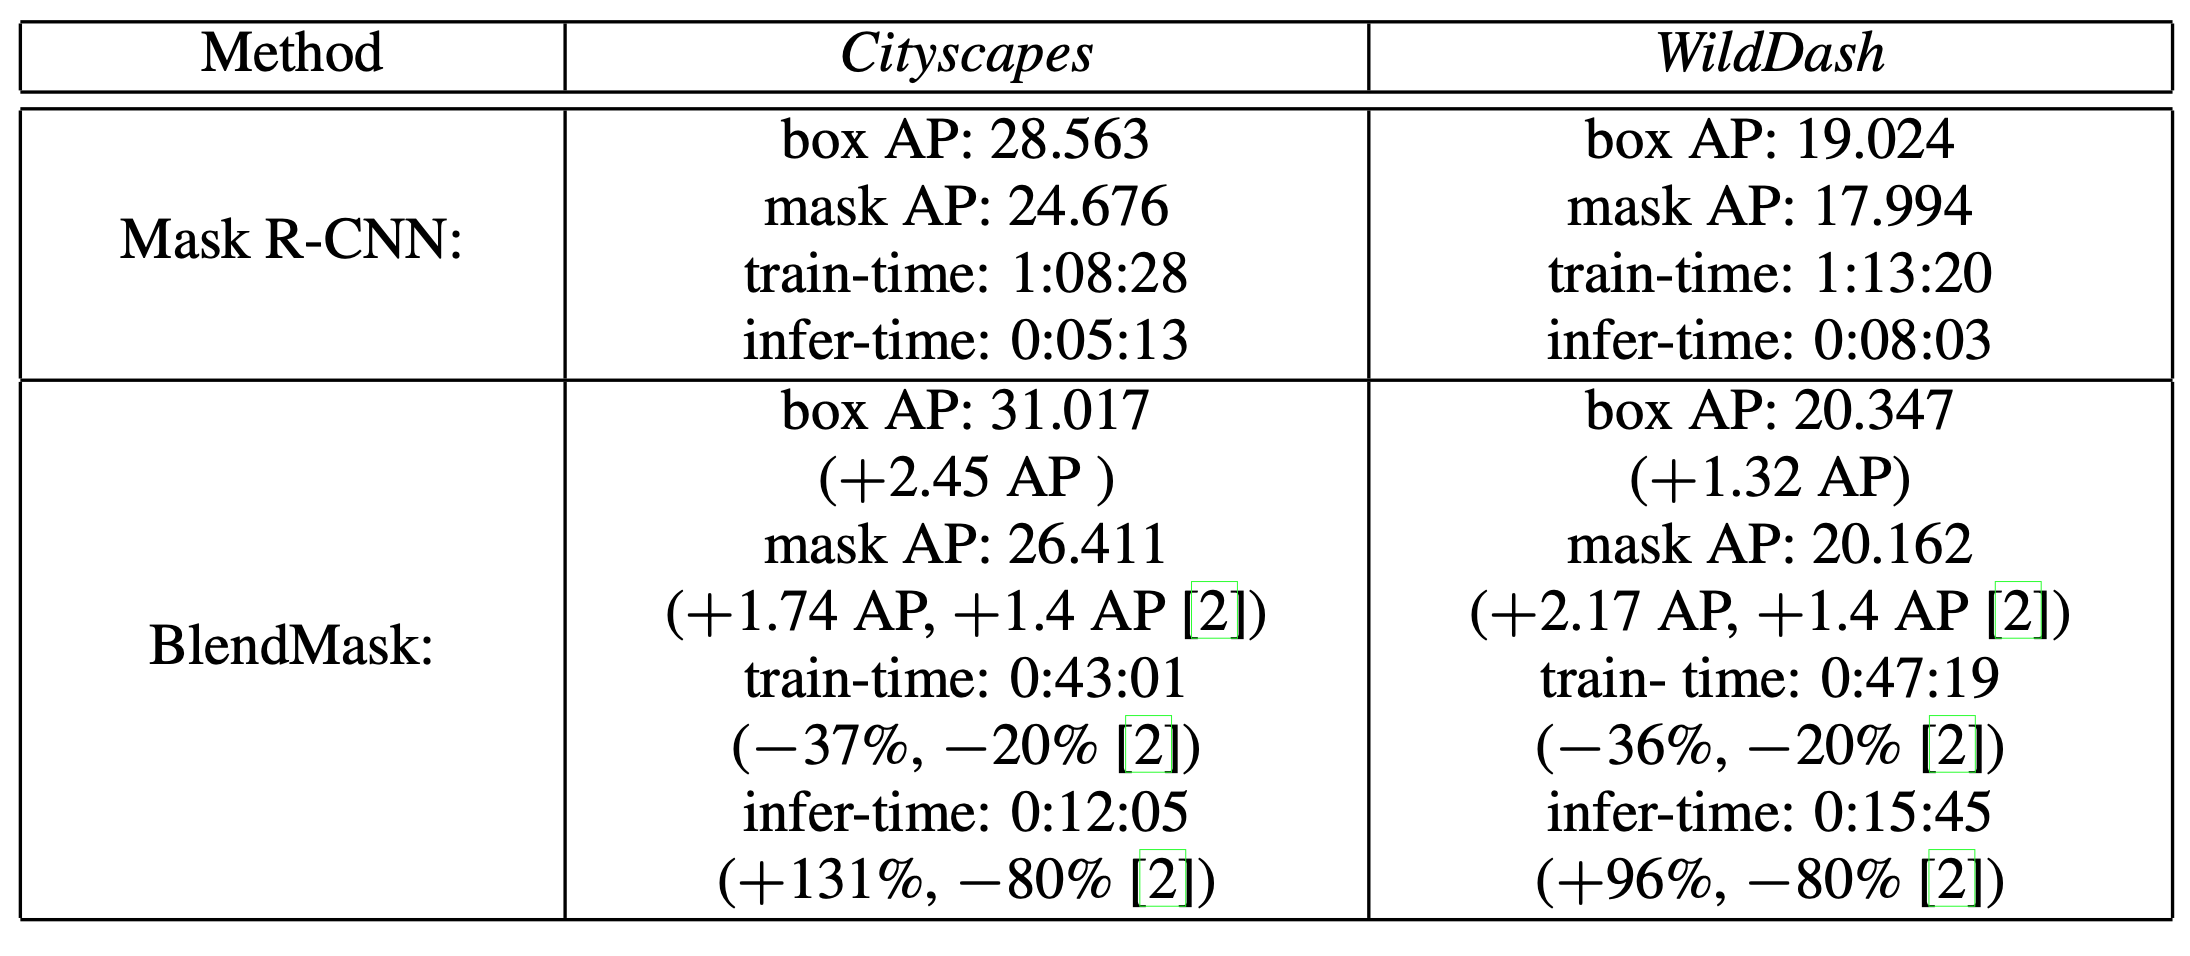 Method Cityscapes WildDash
Mask R-CNN:
box AP: 28.563
mask AP: 24.676
train-time: 1:08:28
infer-time: 0:05:13
box AP: 19.024
mask AP: 17.994
train-time: 1:13:20
infer-time: 0:08:03
BlendMask:
box AP: 31.017
(+2.45 AP )
mask AP: 26.411
(+1.74 AP, +1.4 AP [2])
train-time: 0:43:01
(−37%, −20% [2])
infer-time: 0:12:05
(+131%, −80% [2])
box AP: 20.347
(+1.32 AP)
mask AP: 20.162
(+2.17 AP, +1.4 AP [2])
train- time: 0:47:19
(−36%, −20% [2])
infer-time: 0:15:45
(+96%, −80% [2])